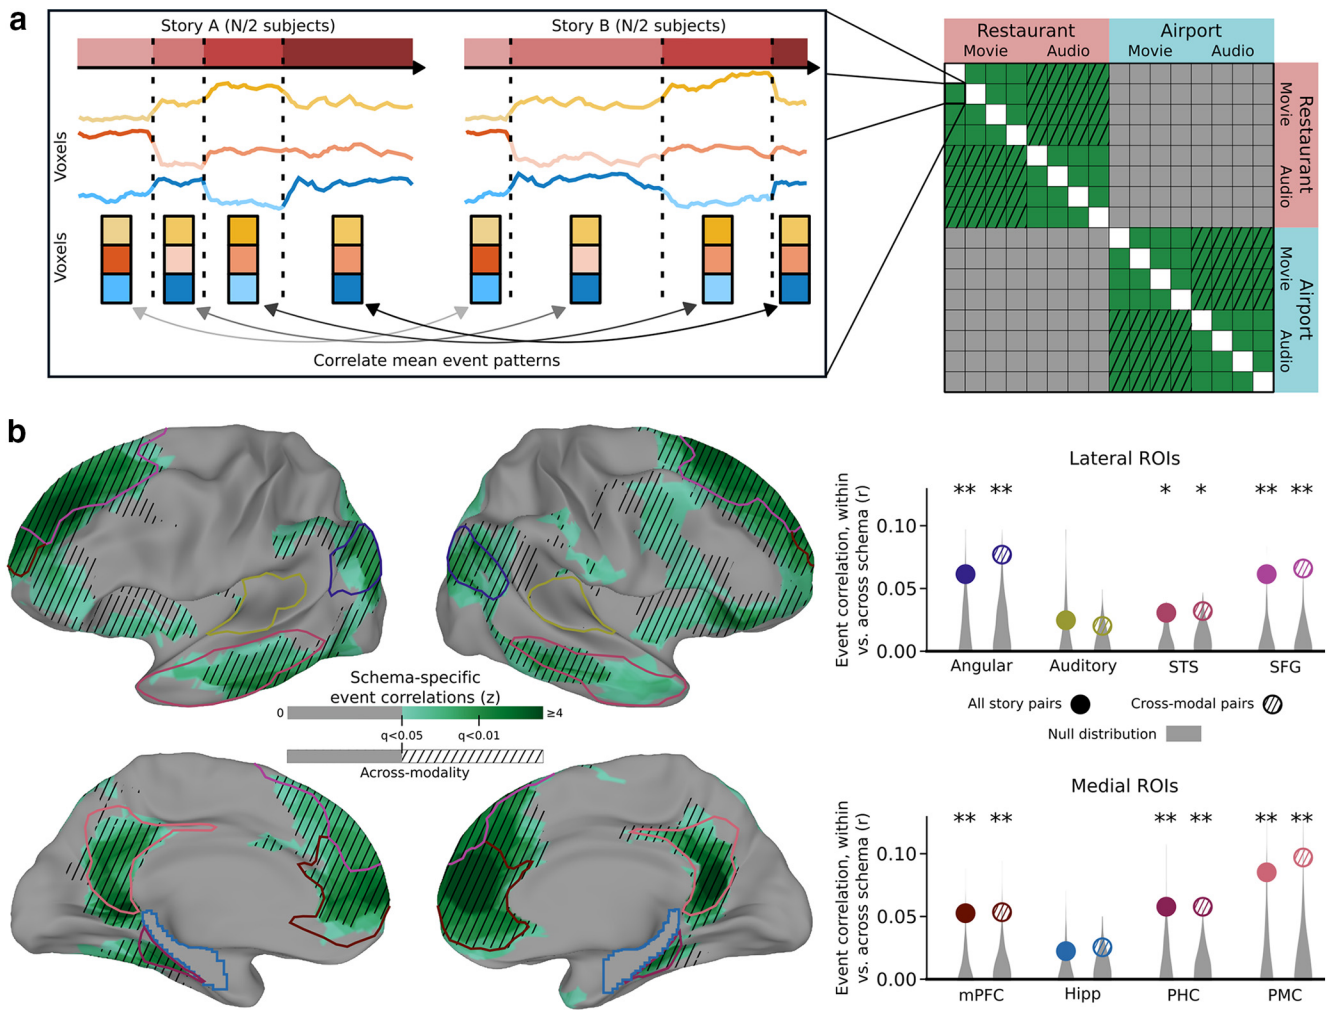 a
Story A (N/2 subjects)
Story B (N/2 subjects)
Voxels
Voxels
Correlate mean event patterns
Restaurant
Airport
Movie
Audio
Movie
Audio
Restaurant
Movie
Audio
Airport
Movie
Audio
b
Schema-specific
event correlations (z)
0
≥4
q<0.05
q<0.01
Across-modality
Lateral ROIs
Event correlation, within
vs. across schema (r)
** ** * * ** **
0.10
0.05
0.00
Angular Auditory STS SFG
All story pairs
Cross-modal pairs
Null distribution
Medial ROIs
Event correlation, within
vs. across schema (r)
** ** ** ** ** **
0.10
0.05
0.00
mPFC Hipp PHC PMC